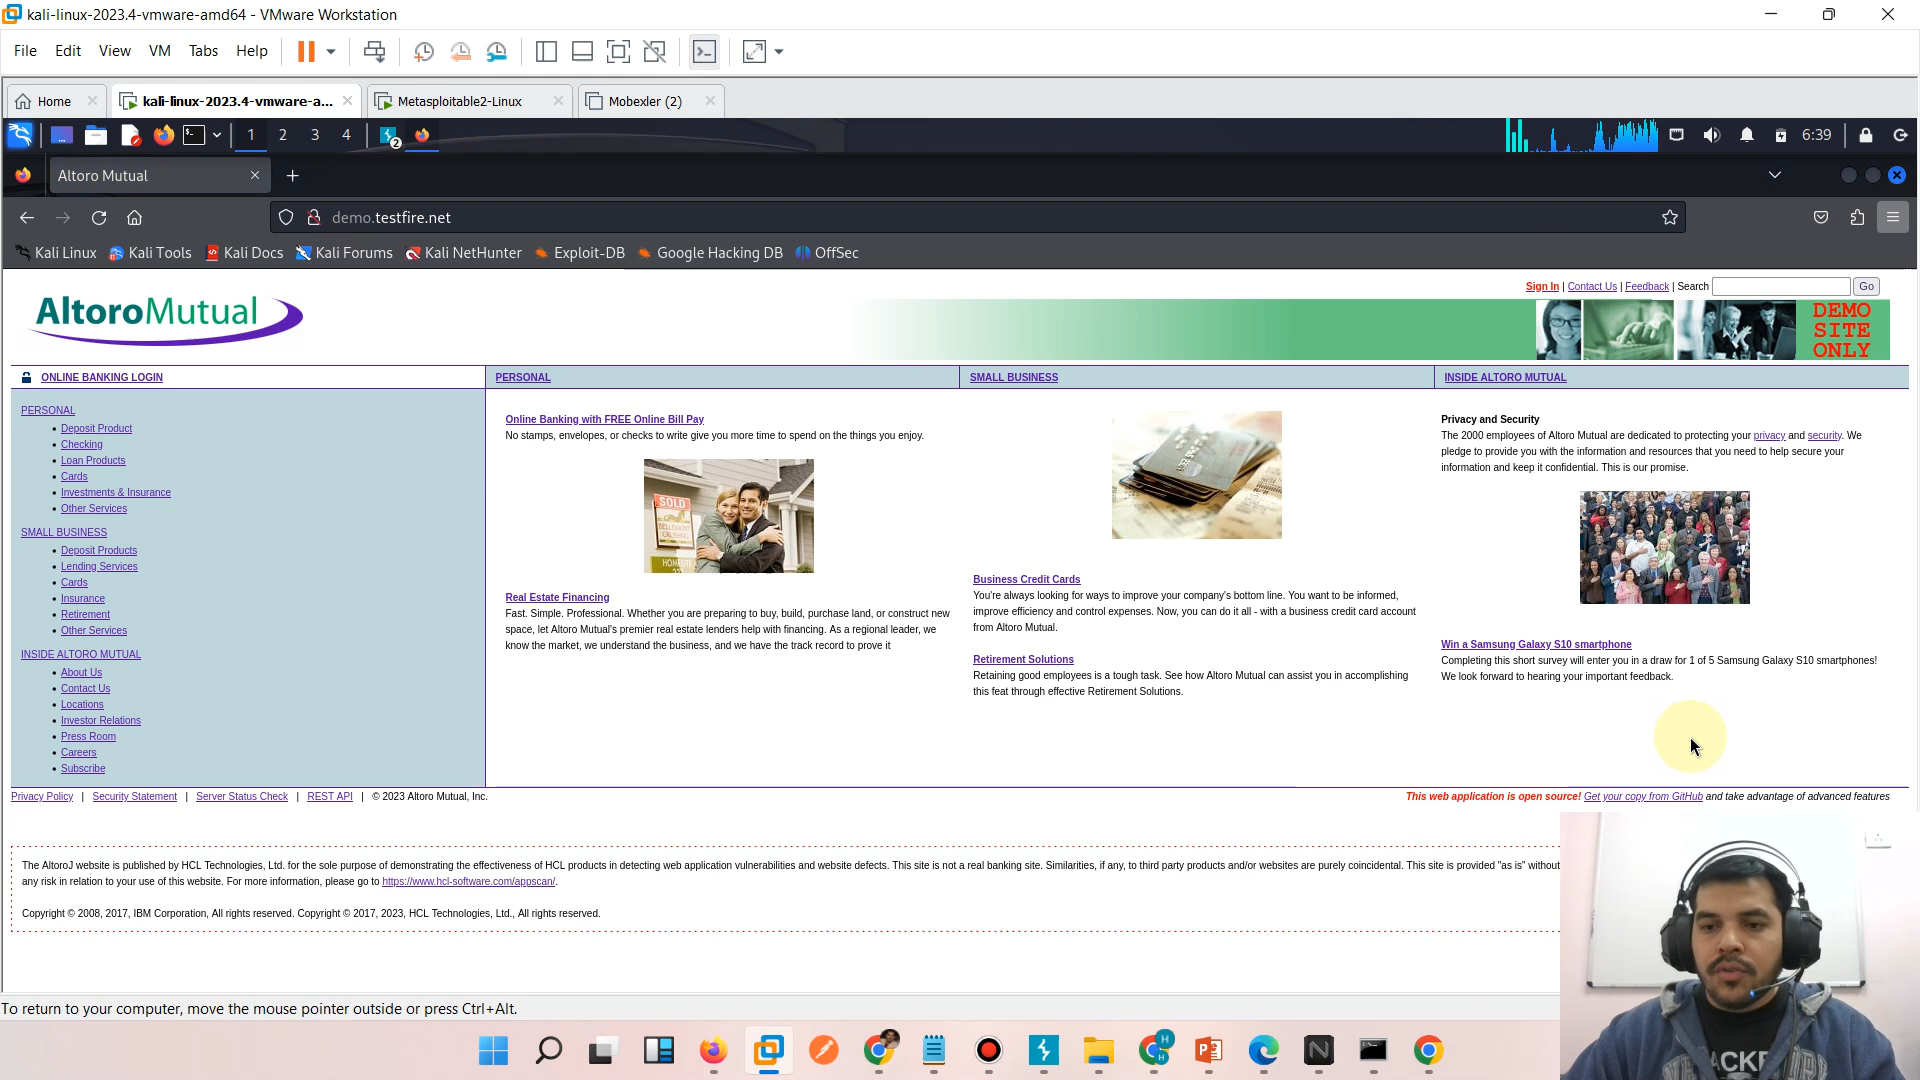 kali-linux-2023.4-vmware-amd64 - VMware Workstation
File Edit View VM Tabs Help
Home
kali-linux-2023.4-vmware-a...
Metasploitable2-Linux
Mobexler (2)
1 2 3 4
2
6:39
Altoro Mutual
demo.testfire.net
Kali Linux Kali Tools Kali Docs Kali Forums Kali NetHunter Exploit-DB Google Hacking DB OffSec
AltoroMutual
Sign In | Contact Us | Feedback | Search Go
DEMO
SITE
ONLY
ONLINE BANKING LOGIN
PERSONAL
SMALL BUSINESS
INSIDE ALTORO MUTUAL
PERSONAL
• Deposit Product
• Checking
• Loan Products
• Cards
• Investments & Insurance
• Other Services
SMALL BUSINESS
• Deposit Products
• Lending Services
• Cards
• Insurance
• Retirement
• Other Services
INSIDE ALTORO MUTUAL
• About Us
• Contact Us
• Locations
• Investor Relations
• Press Room
• Careers
• Subscribe
Online Banking with FREE Online Bill Pay
No stamps, envelopes, or checks to write give you more time to spend on the things you enjoy.
SOLD
Real Estate Financing
Fast. Simple. Professional. Whether you are preparing to buy, build, purchase land, or construct new
space, let Altoro Mutual's premier real estate lenders help with financing. As a regional leader, we
know the market, we understand the business, and we have the track record to prove it
Business Credit Cards
You're always looking for ways to improve your company's bottom line. You want to be informed,
improve efficiency and control expenses. Now, you can do it all - with a business credit card account
from Altoro Mutual.
Retirement Solutions
Retaining good employees is a tough task. See how Altoro Mutual can assist you in accomplishing
this feat through effective Retirement Solutions.
Privacy and Security
The 2000 employees of Altoro Mutual are dedicated to protecting your privacy and security. We
pledge to provide you with the information and resources that you need to help secure your
information and keep it confidential. This is our promise.
Win a Samsung Galaxy S10 smartphone
Completing this short survey will enter you in a draw for 1 of 5 Samsung Galaxy S10 smartphones!
We look forward to hearing your important feedback.
Privacy Policy | Security Statement | Server Status Check | REST API | © 2023 Altoro Mutual, Inc.
This web application is open source! Get your copy from GitHub and take advantage of advanced features
The AltoroJ website is published by HCL Technologies, Ltd. for the sole purpose of demonstrating the effectiveness of HCL products in detecting web application vulnerabilities and website defects. This site is not a real banking site. Similarities, if any, to third party products and/or websites are purely coincidental. This site is provided "as is" without
any risk in relation to your use of this website. For more information, please go to https://www.hcl-software.com/appscan/.
Copyright © 2008, 2017, IBM Corporation, All rights reserved. Copyright © 2017, 2023, HCL Technologies, Ltd., All rights reserved.
To return to your computer, move the mouse pointer outside or press Ctrl+Alt.